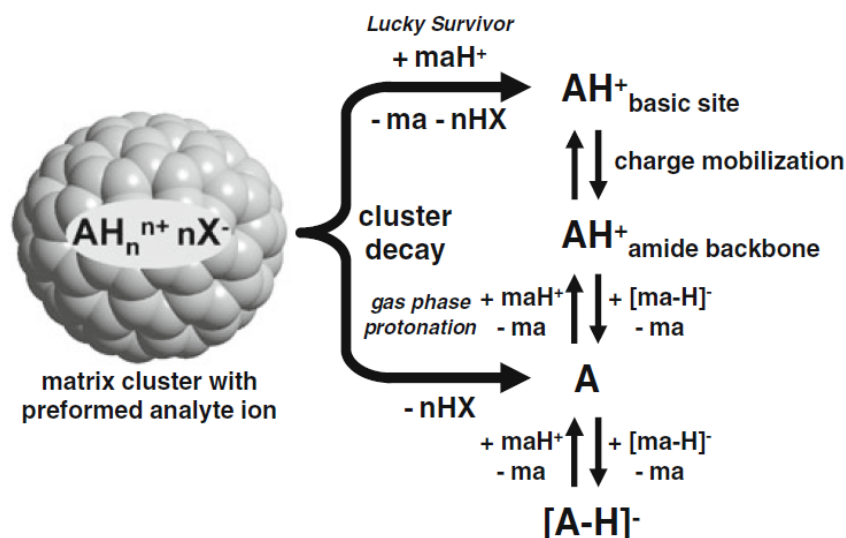 Lucky Survivor
+ maH⁺
- ma - nHX
AH⁺ basic site
charge mobilization
AHₙⁿ⁺ nX⁻
cluster
decay
AH⁺ amide backbone
gas phase
protonation
+ maH⁺
- ma
+ [ma-H]⁻
- ma
matrix cluster with
preformed analyte ion
- nHX
A
+ maH⁺
- ma
+ [ma-H]⁻
- ma
[A-H]⁻